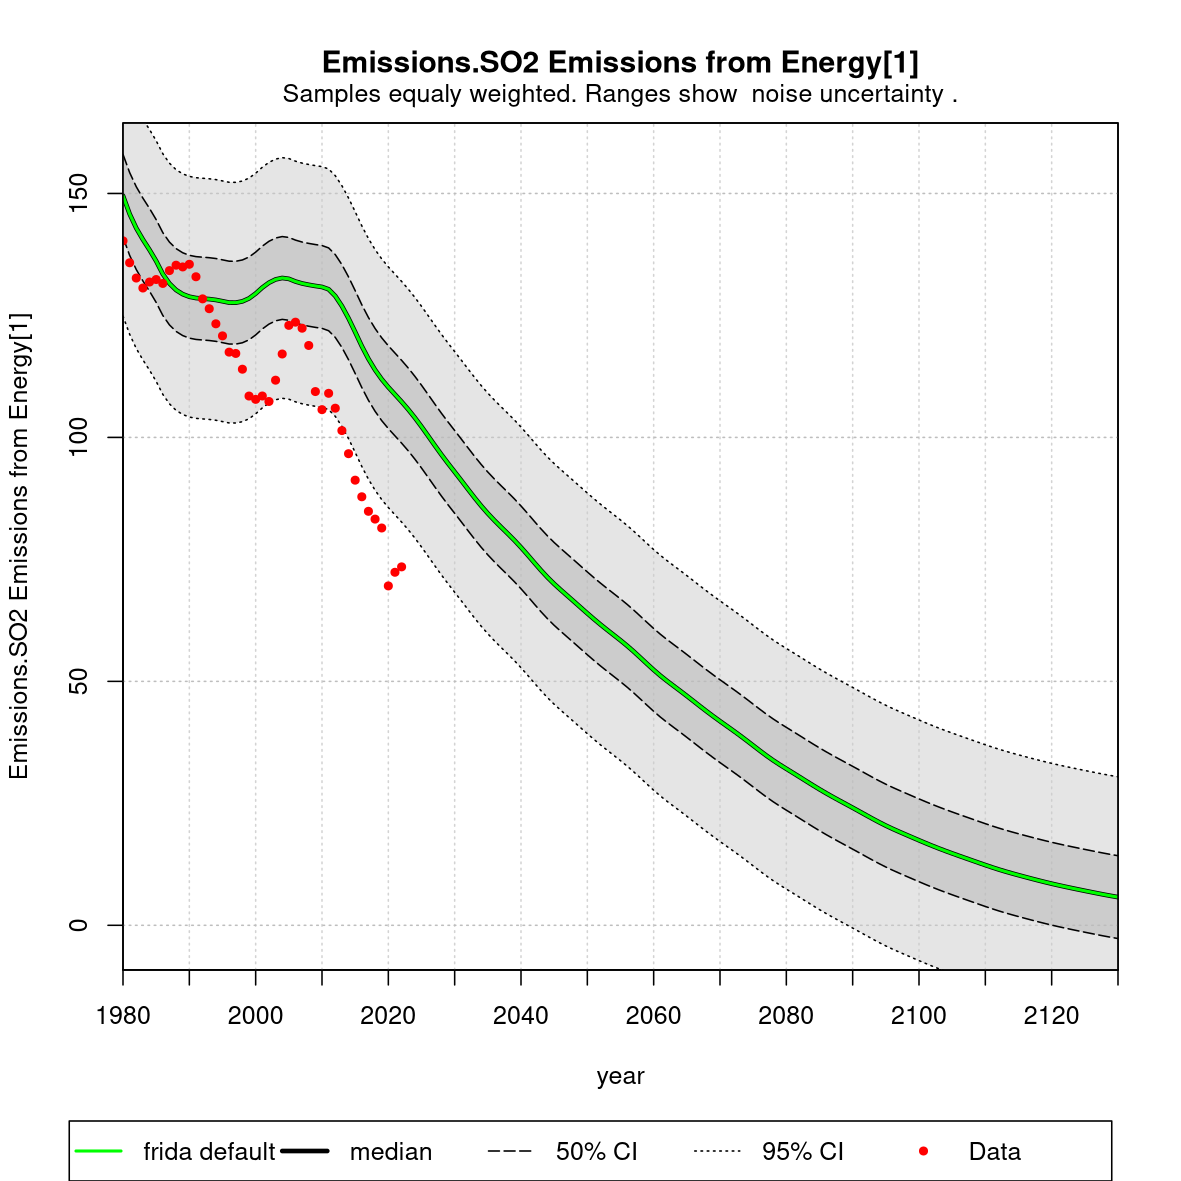 Emissions.SO2 Emissions from Energy[1]
Samples equaly weighted. Ranges show  noise uncertainty .
Emissions.SO2 Emissions from Energy[1]
150
100
50
0
1980 2000 2020 2040 2060 2080 2100 2120
year
frida default median 50% CI 95% CI Data